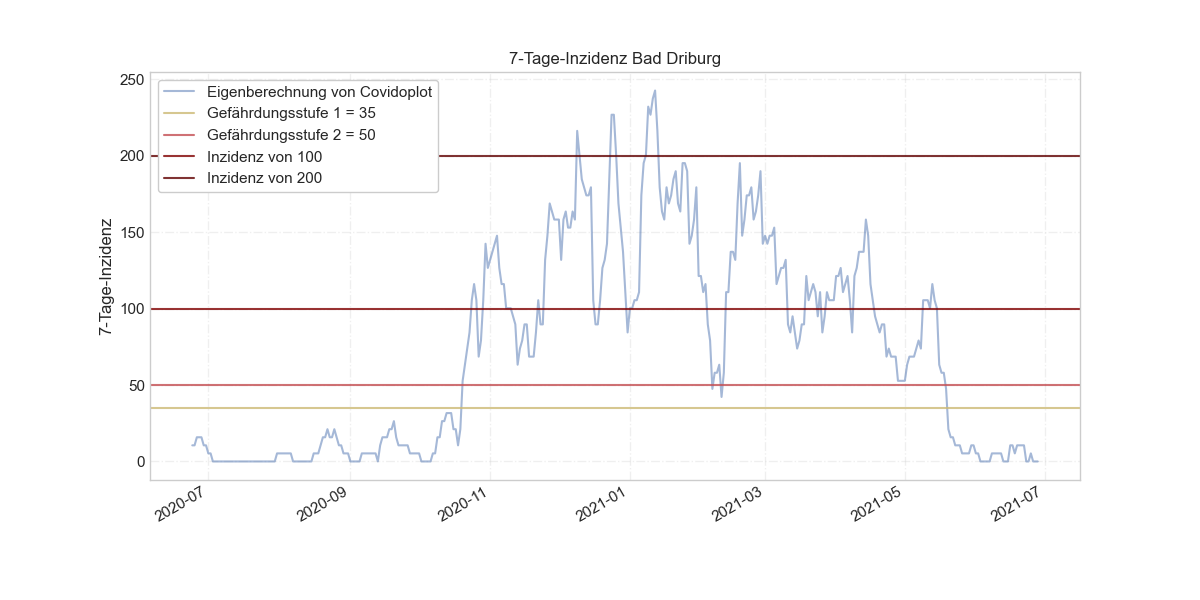 7-Tage-Inzidenz Bad Driburg
250
200
150
100
50
0
7-Tage-Inzidenz
Eigenberechnung von Covidoplot
Gefährdungsstufe 1 = 35
Gefährdungsstufe 2 = 50
Inzidenz von 100
Inzidenz von 200
2020-07
2020-09
2020-11
2021-01
2021-03
2021-05
2021-07